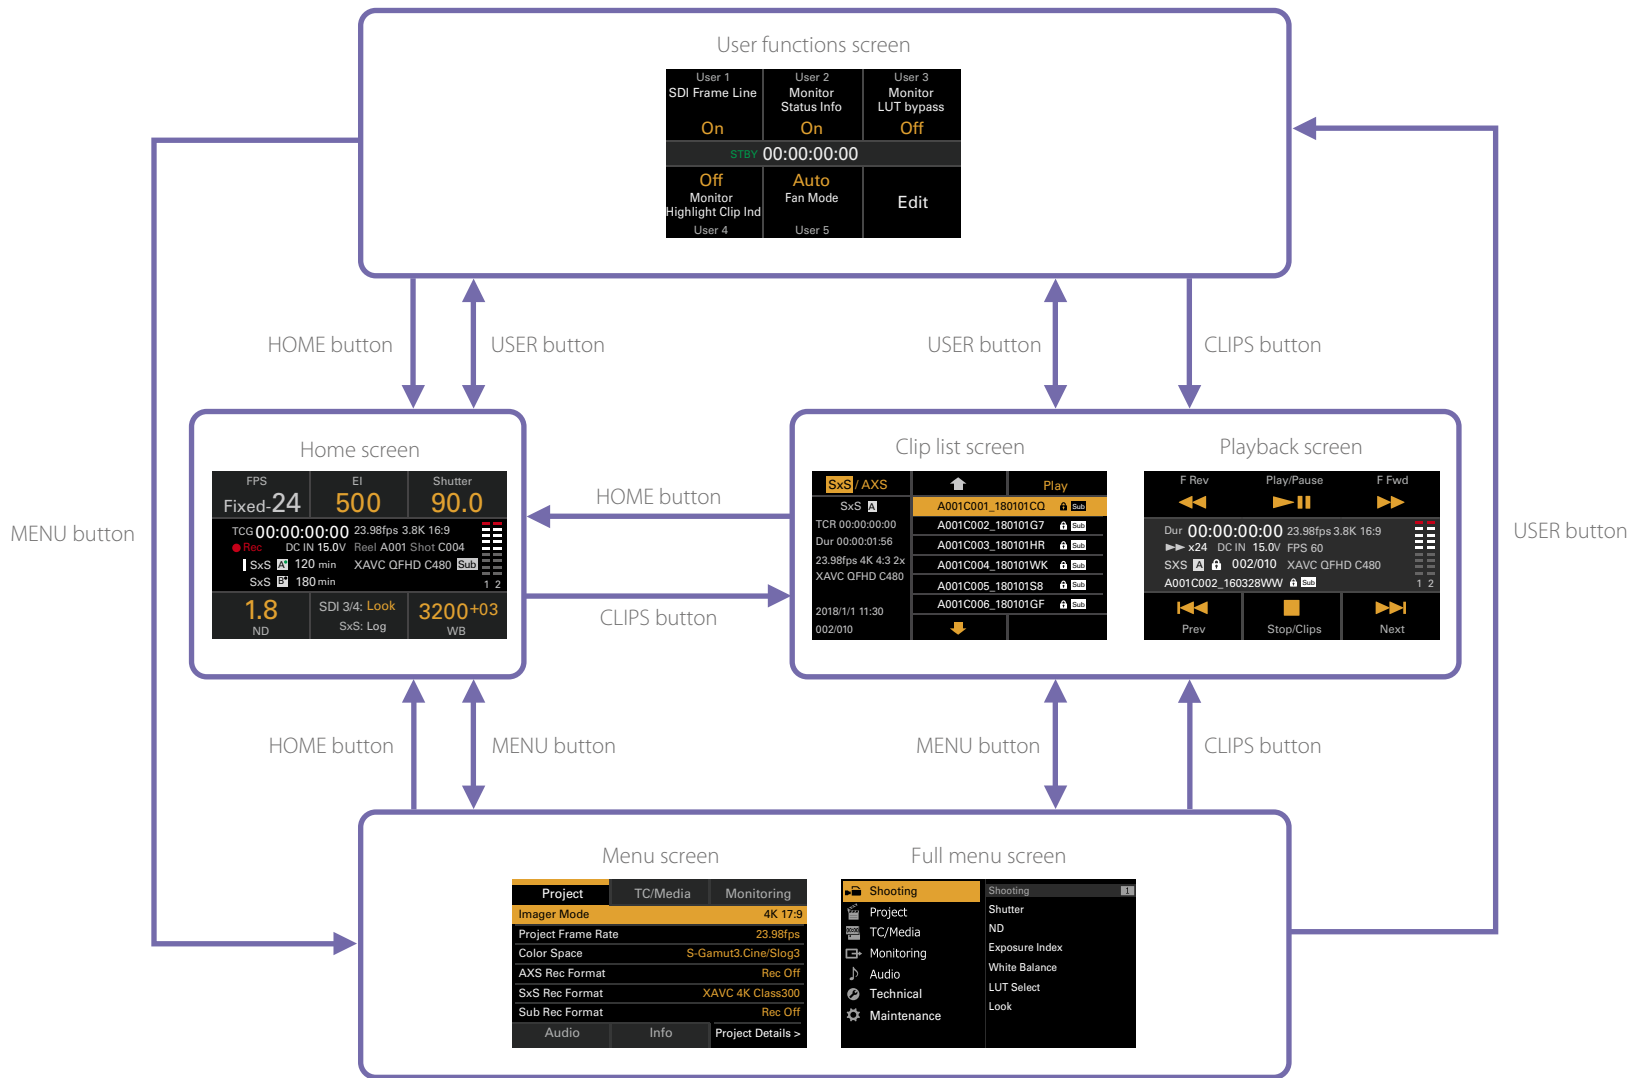 User functions screen
User 1
SDI Frame Line
On
User 2
Monitor
Status Info
On
User 3
Monitor
LUT bypass
Off
STBY 00:00:00:00
Off
Monitor
Highlight Clip Ind
User 4
Auto
Fan Mode
User 5
Edit
HOME button
USER button
USER button
CLIPS button
MENU button
USER button
Home screen
FPS
Fixed-24
EI
500
Shutter
90.0
TCG 00:00:00:00 23.98fps 3.8K 16:9
Rec DC IN 15.0V Reel A001 Shot C004
SxS A 120 min XAVC QFHD C480 Sub
SxS B 180 min
1 2
1.8
ND
SDI 3/4: Look
SxS: Log
3200+03
WB
HOME button
CLIPS button
Clip list screen
SxS / AXS
Play
SxS A
TCR 00:00:00:00
Dur 00:00:01:56
23.98fps 4K 4:3 2x
XAVC QFHD C480
2018/1/1 11:30
002/010
A001C001_180101CQ Sub
A001C002_180101G7 Sub
A001C003_180101HR Sub
A001C004_180101WK Sub
A001C005_180101S8 Sub
A001C006_180101GF Sub
Playback screen
F Rev
Play/Pause
F Fwd
Dur 00:00:00:00 23.98fps 3.8K 16:9
x24 DC IN 15.0V FPS 60
SXS A 002/010 XAVC QFHD C480
A001C002_160328WW Sub
1 2
Prev
Stop/Clips
Next
HOME button
MENU button
MENU button
CLIPS button
Menu screen
Project TC/Media Monitoring
Imager Mode 4K 17:9
Project Frame Rate 23.98fps
Color Space S-Gamut3.Cine/Slog3
AXS Rec Format Rec Off
SxS Rec Format XAVC 4K Class300
Sub Rec Format Rec Off
Audio Info Project Details >
Full menu screen
Shooting
Project
TC/Media
Monitoring
Audio
Technical
Maintenance
Shooting 1
Shutter
ND
Exposure Index
White Balance
LUT Select
Look